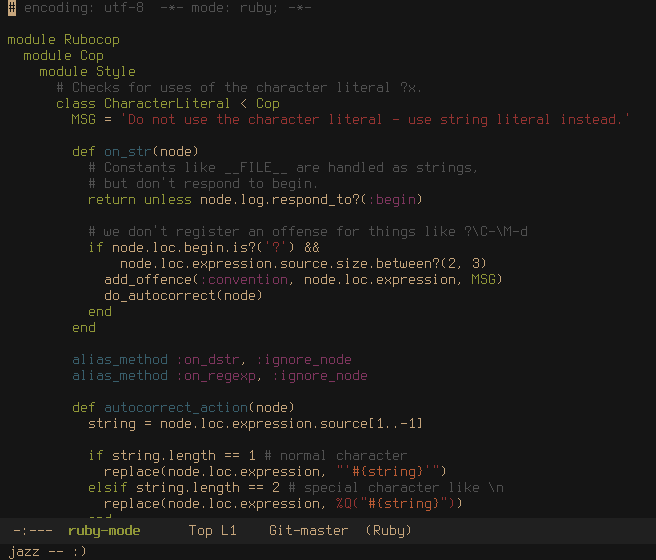 # encoding: utf-8  -*- mode: ruby; -*-

module Rubocop
  module Cop
    module Style
      # Checks for uses of the character literal ?x.
      class CharacterLiteral < Cop
        MSG = 'Do not use the character literal - use string literal instead.'

        def on_str(node)
          # Constants like __FILE__ are handled as strings,
          # but don't respond to begin.
          return unless node.log.respond_to?(:begin)

          # we don't register an offense for things like ?\C-\M-d
          if node.loc.begin.is?('?') &&
              node.loc.expression.source.size.between?(2, 3)
            add_offence(:convention, node.loc.expression, MSG)
            do_autocorrect(node)
          end
        end

        alias_method :on_dstr, :ignore_node
        alias_method :on_regexp, :ignore_node

        def autocorrect_action(node)
          string = node.loc.expression.source[1..-1]

          if string.length == 1 # normal character
            replace(node.loc.expression, "'#{string}'")
          elsif string.length == 2 # special character like \n
            replace(node.loc.expression, %Q("#{string}"))
          end
-:---  ruby-mode      Top L1    Git-master  (Ruby)
jazz -- :)